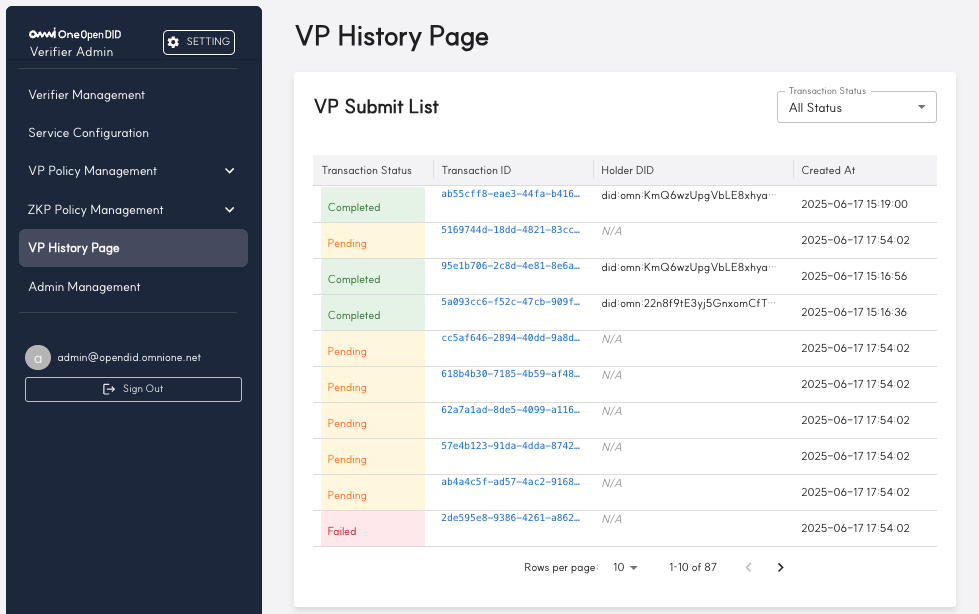 omni OneOpenDID
Verifier Admin
SETTING
Verifier Management
Service Configuration
VP Policy Management
ZKP Policy Management
VP History Page
Admin Management
a
admin@opendid.omnione.net
Sign Out
VP History Page
VP Submit List
Transaction Status
All Status
Transaction Status Transaction ID Holder DID Created At
Completed ab55cff8-eae3-44fa-b416… did:omn:KmQ6wzUpgVbLE8xhya… 2025-06-17 15:19:00
Pending 5169744d-18dd-4821-83cc… N/A 2025-06-17 17:54:02
Completed 95e1b706-2c8d-4e81-8e6a… did:omn:KmQ6wzUpgVbLE8xhya… 2025-06-17 15:16:56
Completed 5a093cc6-f52c-47cb-909f… did:omn:22n8f9tE3yj5GnxomCfT… 2025-06-17 15:16:36
Pending cc5af646-2894-40dd-9a8d… N/A 2025-06-17 17:54:02
Pending 618b4b30-7185-4b59-af48… N/A 2025-06-17 17:54:02
Pending 62a7a1ad-8de5-4099-a116… N/A 2025-06-17 17:54:02
Pending 57e4b123-91da-4dda-8742… N/A 2025-06-17 17:54:02
Pending ab4a4c5f-ad57-4ac2-9168… N/A 2025-06-17 17:54:02
Failed 2de595e8-9386-4261-a862… N/A 2025-06-17 17:54:02
Rows per page: 10 1-10 of 87